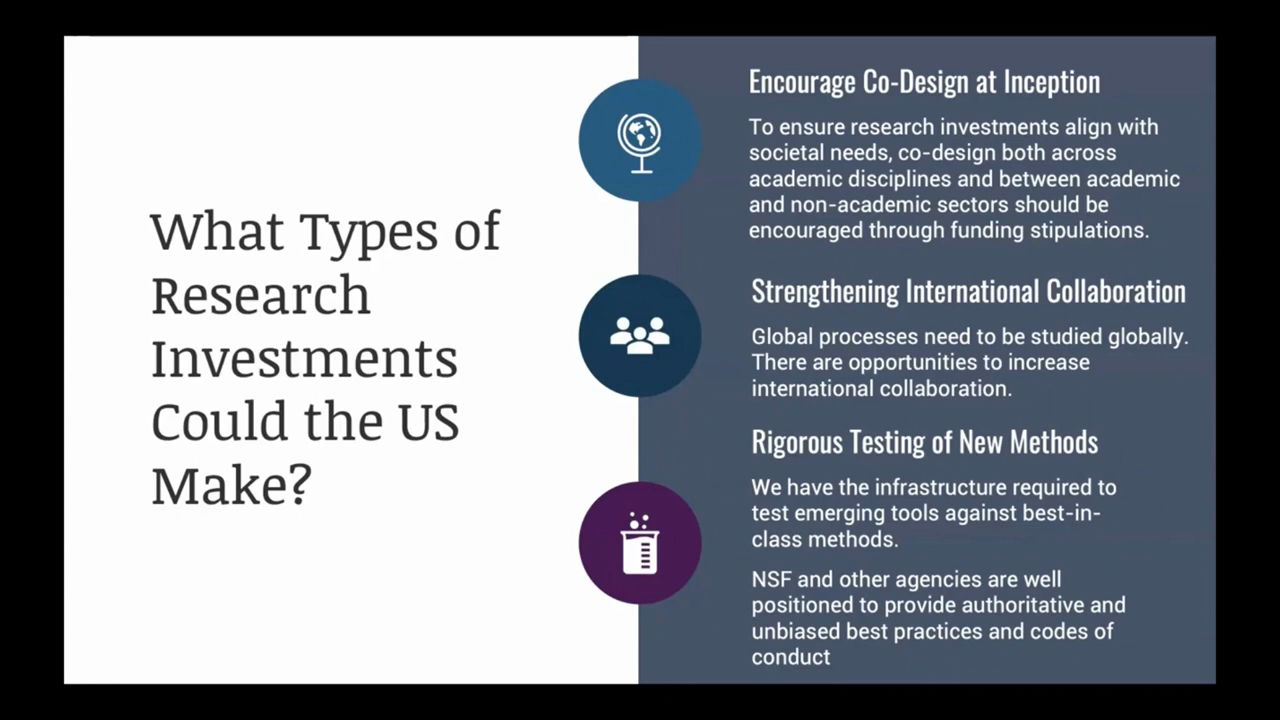 What Types of
Research
Investments
Could the US
Make?
Encourage Co-Design at Inception
To ensure research investments align with
societal needs, co-design both across
academic disciplines and between academic
and non-academic sectors should be
encouraged through funding stipulations.
Strengthening International Collaboration
Global processes need to be studied globally.
There are opportunities to increase
international collaboration.
Rigorous Testing of New Methods
We have the infrastructure required to
test emerging tools against best-in-
class methods.
NSF and other agencies are well
positioned to provide authoritative and
unbiased best practices and codes of
conduct